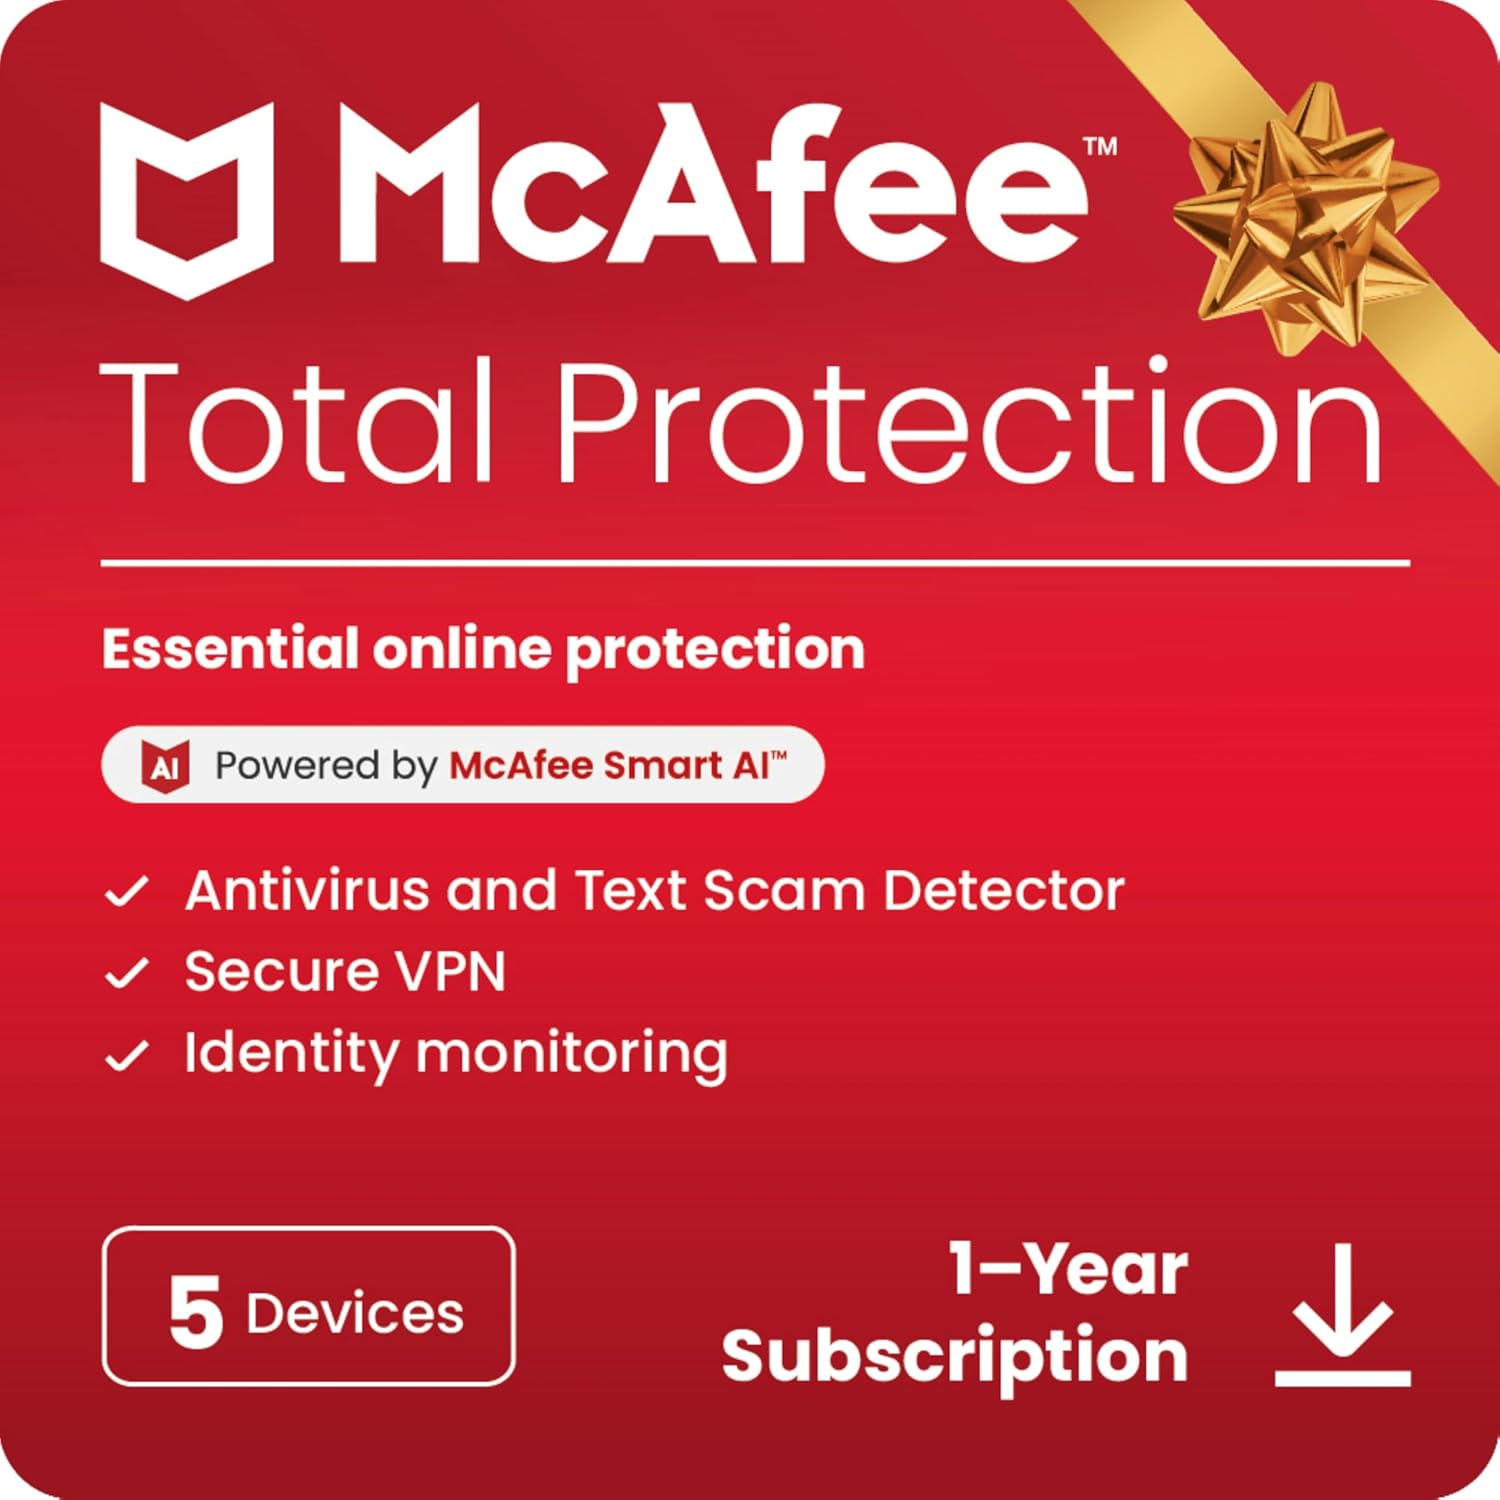 McAfee™
Total Protection
Essential online protection
AI Powered by McAfee Smart AI™
Antivirus and Text Scam Detector
Secure VPN
Identity monitoring
5 Devices
1–Year
Subscription